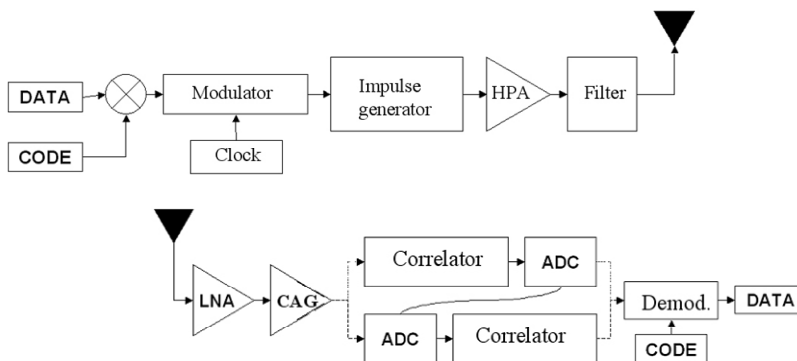 DATA
CODE
Modulator
Clock
Impulse
generator
HPA
Filter
LNA
CAG
Correlator
ADC
ADC
Correlator
Demod.
CODE
DATA